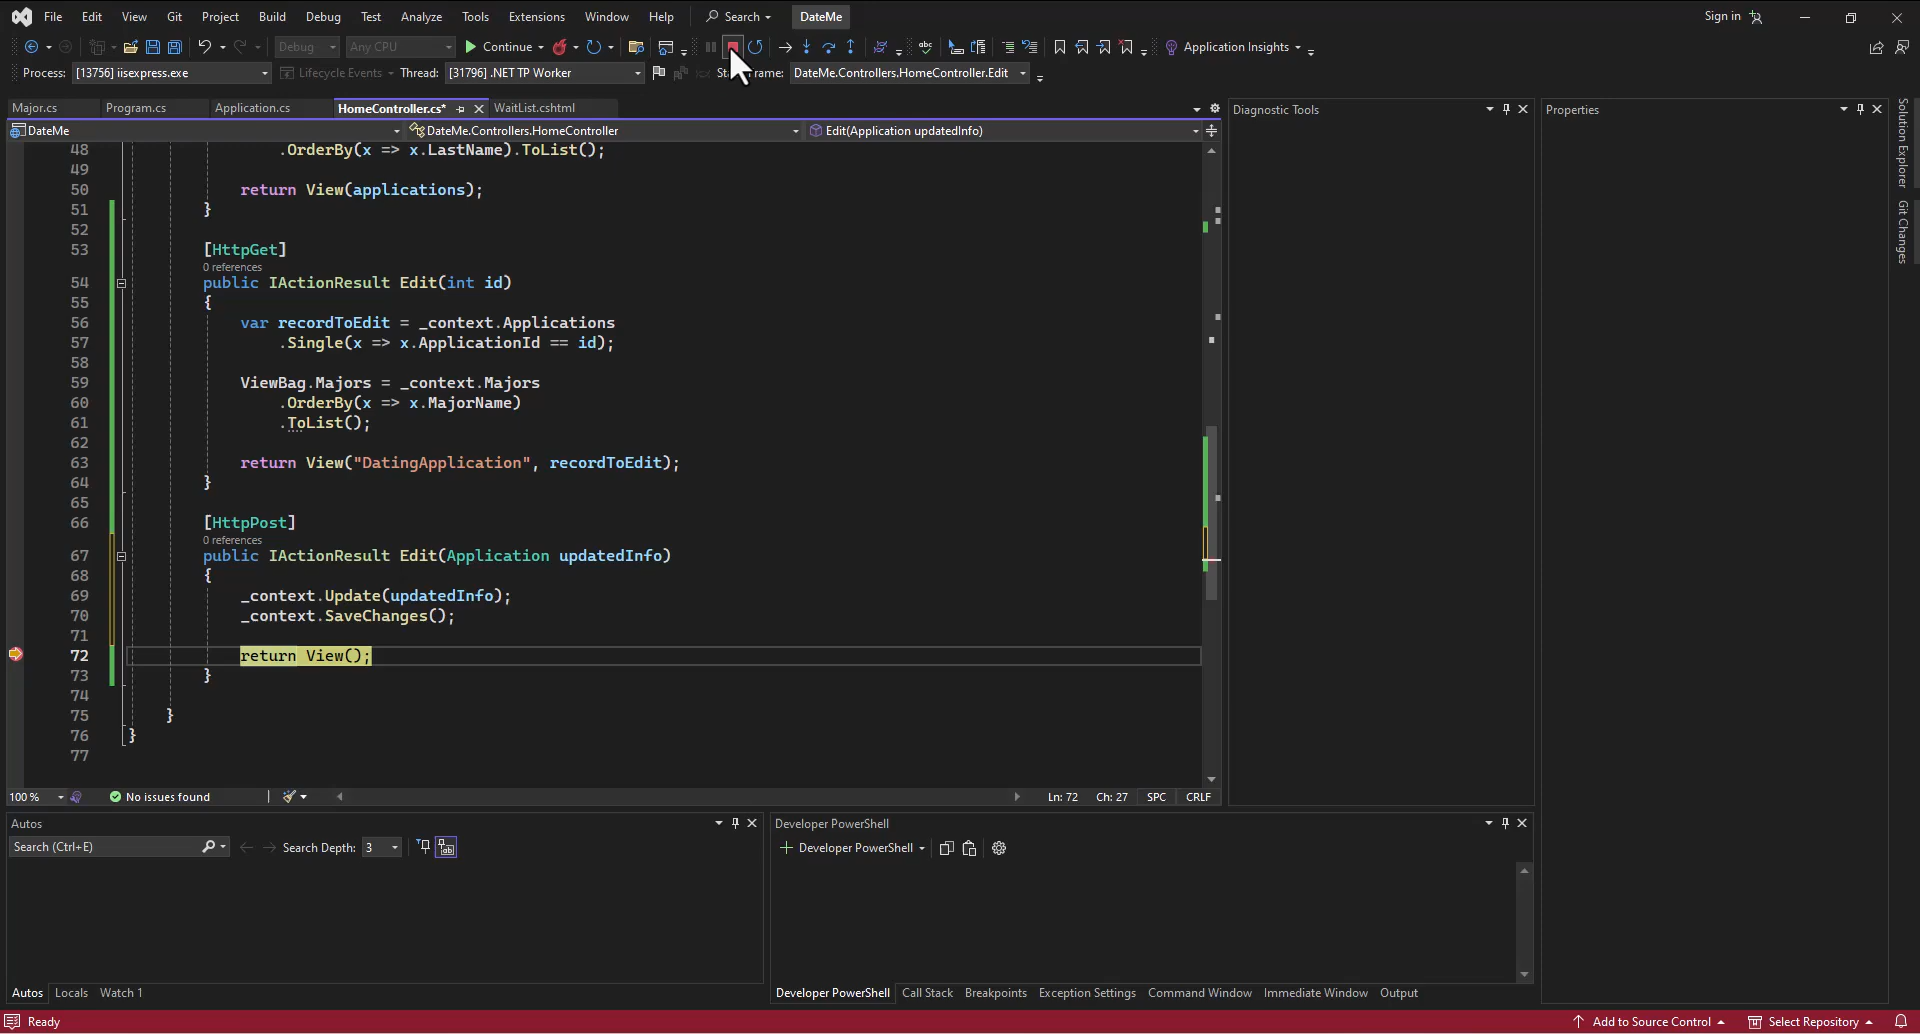 File Edit View Git Project Build Debug Test Analyze Tools Extensions Window Help Search DateMe Sign in
Debug Any CPU Continue Application Insights
Process: [13756] iisexpress.exe Lifecycle Events Thread: [31796] .NET TP Worker DateMe.Controllers.HomeController.Edit
Major.cs Program.cs Application.cs HomeController.cs* WaitList.cshtml
Diagnostic Tools
Properties
DateMe DateMe.Controllers.HomeController Edit(Application updatedInfo)
48 .OrderBy(x => x.LastName).ToList();
49
50 return View(applications);
51 }
52
53 [HttpGet]
0 references
54 public IActionResult Edit(int id)
55 {
56 var recordToEdit = _context.Applications
57 .Single(x => x.ApplicationId == id);
58
59 ViewBag.Majors = _context.Majors
60 .OrderBy(x => x.MajorName)
61 .ToList();
62
63 return View("DatingApplication", recordToEdit);
64 }
65
66 [HttpPost]
0 references
67 public IActionResult Edit(Application updatedInfo)
68 {
69 _context.Update(updatedInfo);
70 _context.SaveChanges();
71
72 return View();
73 }
74
75 }
76 }
77
100 % No issues found Ln: 72 Ch: 27 SPC CRLF
Solution Explorer
Git Changes
Autos
Search (Ctrl+E) Search Depth: 3
Autos Locals Watch 1
Developer PowerShell
Developer PowerShell
Developer PowerShell Call Stack Breakpoints Exception Settings Command Window Immediate Window Output
Ready Add to Source Control Select Repository